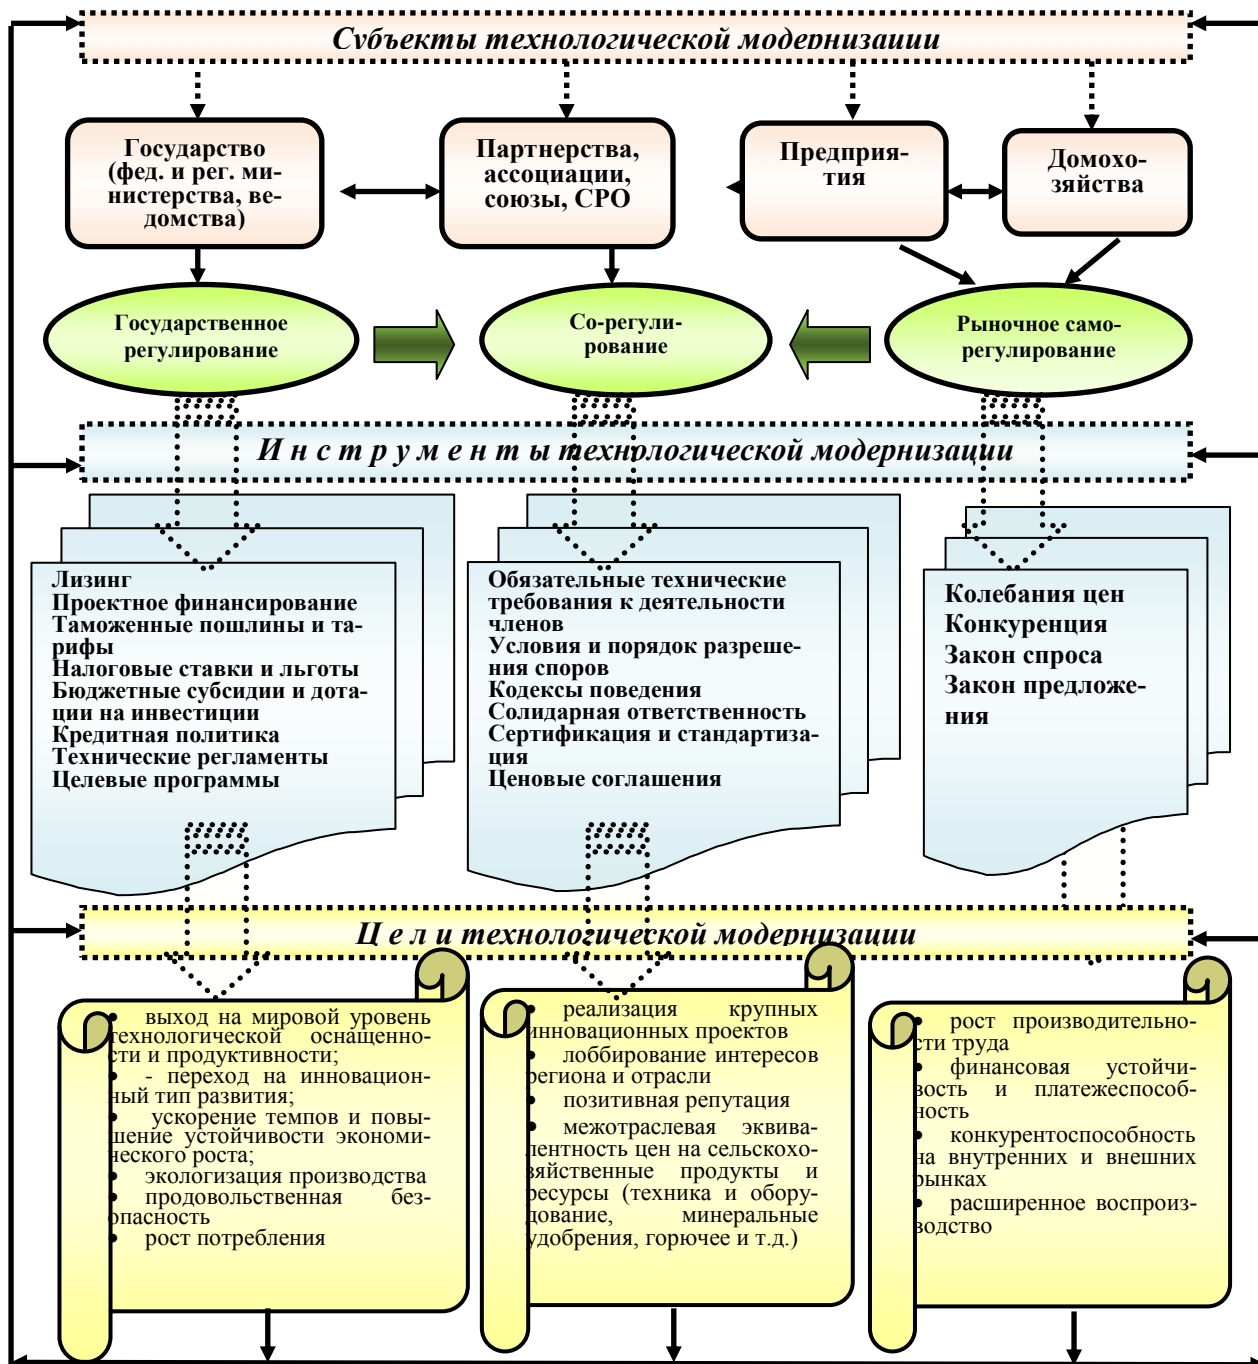 Субъекты технологической модернизации
Государство
(фед. и рег. ми-
нистерства, ве-
домства)
Партнерства,
ассоциации,
союзы, СРО
Предприя-
тия
Домохо-
зяйства
Государственное
регулирование
Со-регули-
рование
Рыночное само-
регулирование
И н с т р у м е н т ы технологической модернизации
Лизинг
Проектное финансирование
Таможенные пошлины и та-
рифы
Налоговые ставки и льготы
Бюджетные субсидии и дота-
ции на инвестиции
Кредитная политика
Технические регламенты
Целевые программы
Обязательные технические
требования к деятельности
членов
Условия и порядок разреше-
ния споров
Кодексы поведения
Солидарная ответственность
Сертификация и стандартиза-
ция
Ценовые соглашения
Колебания цен
Конкуренция
Закон спроса
Закон предложе-
ния
Ц е л и технологической модернизации
• выход на мировой уровень
технологической оснащенно-
сти и продуктивности;
• - переход на инновацион-
ный тип развития;
• ускорение темпов и повы-
шение устойчивости экономи-
ческого роста;
• экологизация производства
• продовольственная без-
опасность
• рост потребления
• реализация крупных
инновационных проектов
• лоббирование интересов
региона и отрасли
• позитивная репутация
• межотраслевая эквива-
лентность цен на сельскохо-
зяйственные продукты и
ресурсы (техника и обору-
дование, минеральные
удобрения, горючее и т.д.)
• рост производительно-
сти труда
• финансовая устойчи-
вость и платежеспособ-
ность
• конкурентоспособность
на внутренних и внешних
рынках
• расширенное воспроиз-
водство